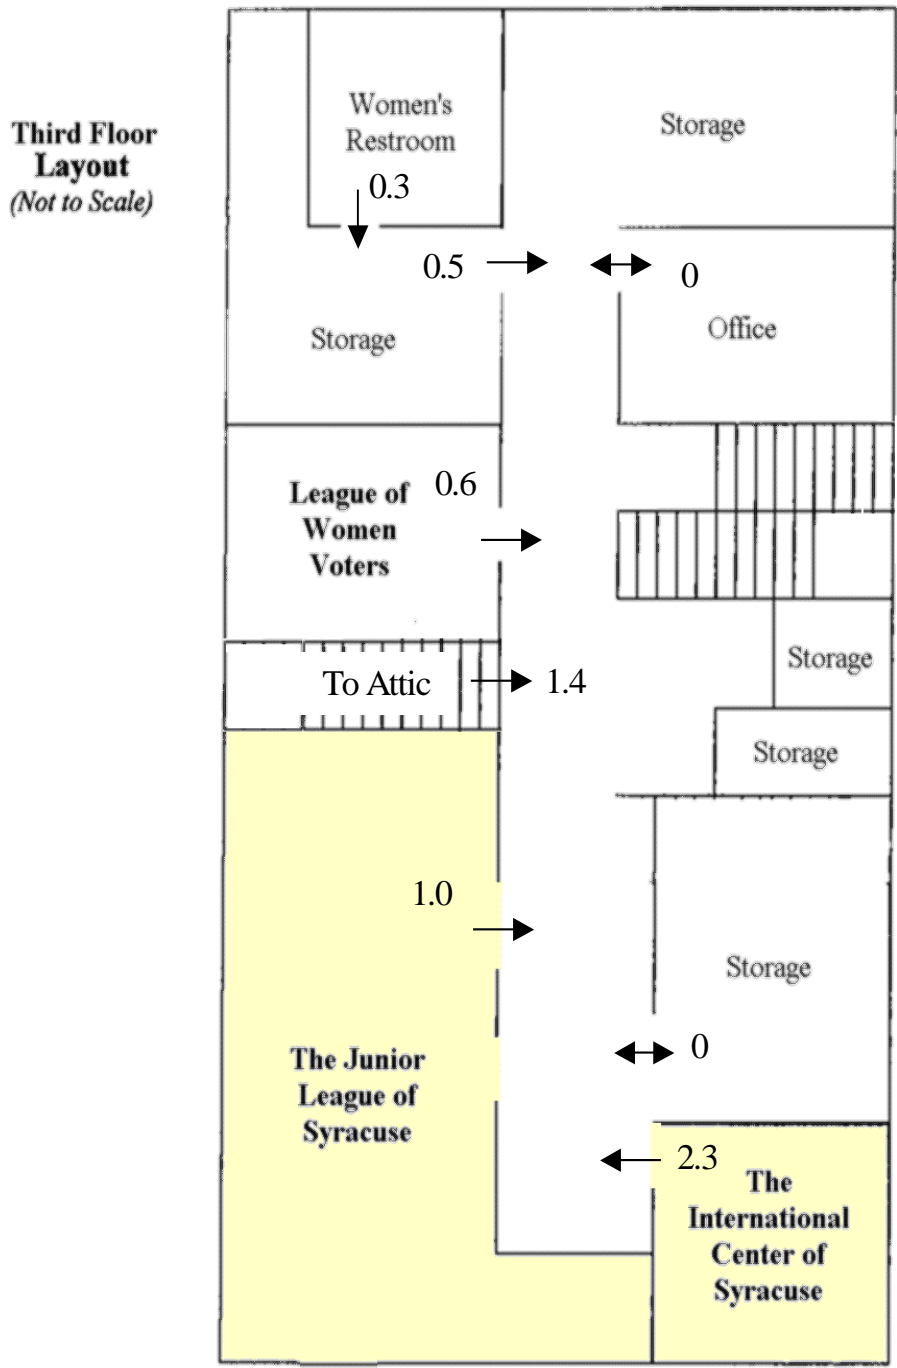 Third Floor
Layout
(Not to Scale)
Women's
Restroom
Storage
0.3
0.5
0
Storage
Office
League of
Women
Voters
0.6
To Attic
1.4
Storage
Storage
1.0
Storage
The Junior
League of
Syracuse
0
2.3
The
International
Center of
Syracuse